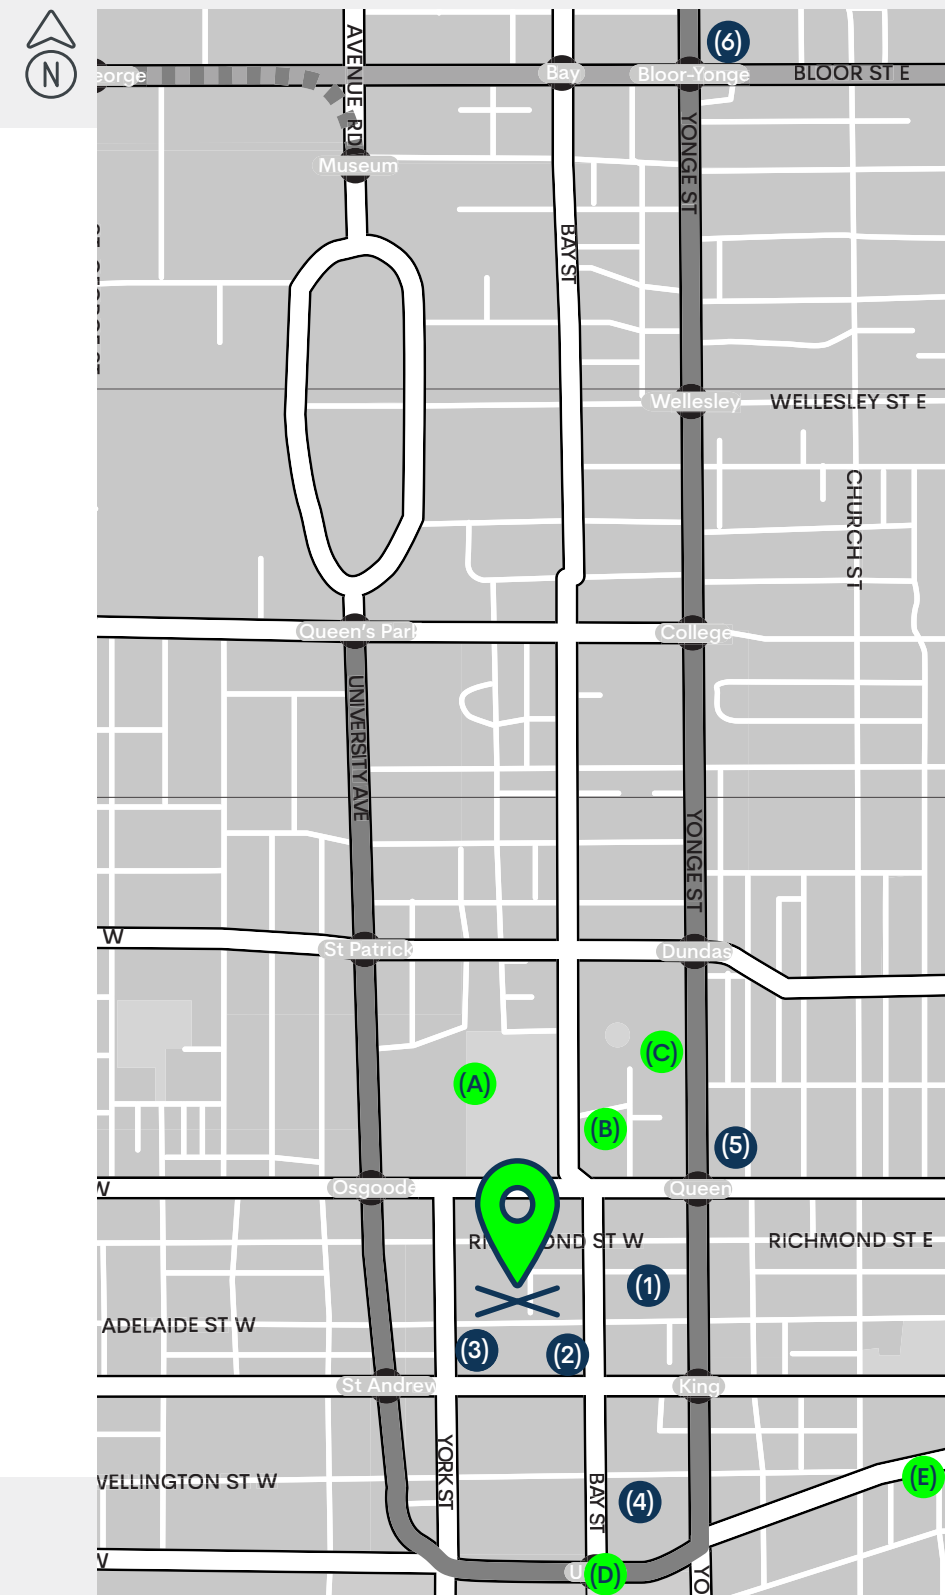 N
AVENUE RD
(6)
eorge
Bay
Bloor-Yonge
BLOOR ST E
YONGE ST
Museum
BAY ST
Wellesley
WELLESLEY ST E
CHURCH ST
Queen's Park
College
UNIVERSITY AVE
YONGE ST
W
St Patrick
Dundas
(C)
(A)
(B)
(5)
W
Osgoode
Queen
ST W
RICHMOND ST E
(1)
ADELAIDE ST W
(3)
(2)
St Andrew
King
YORK ST
BAY ST
WELLINGTON ST W
(E)
(4)
W
U
(D)
YO